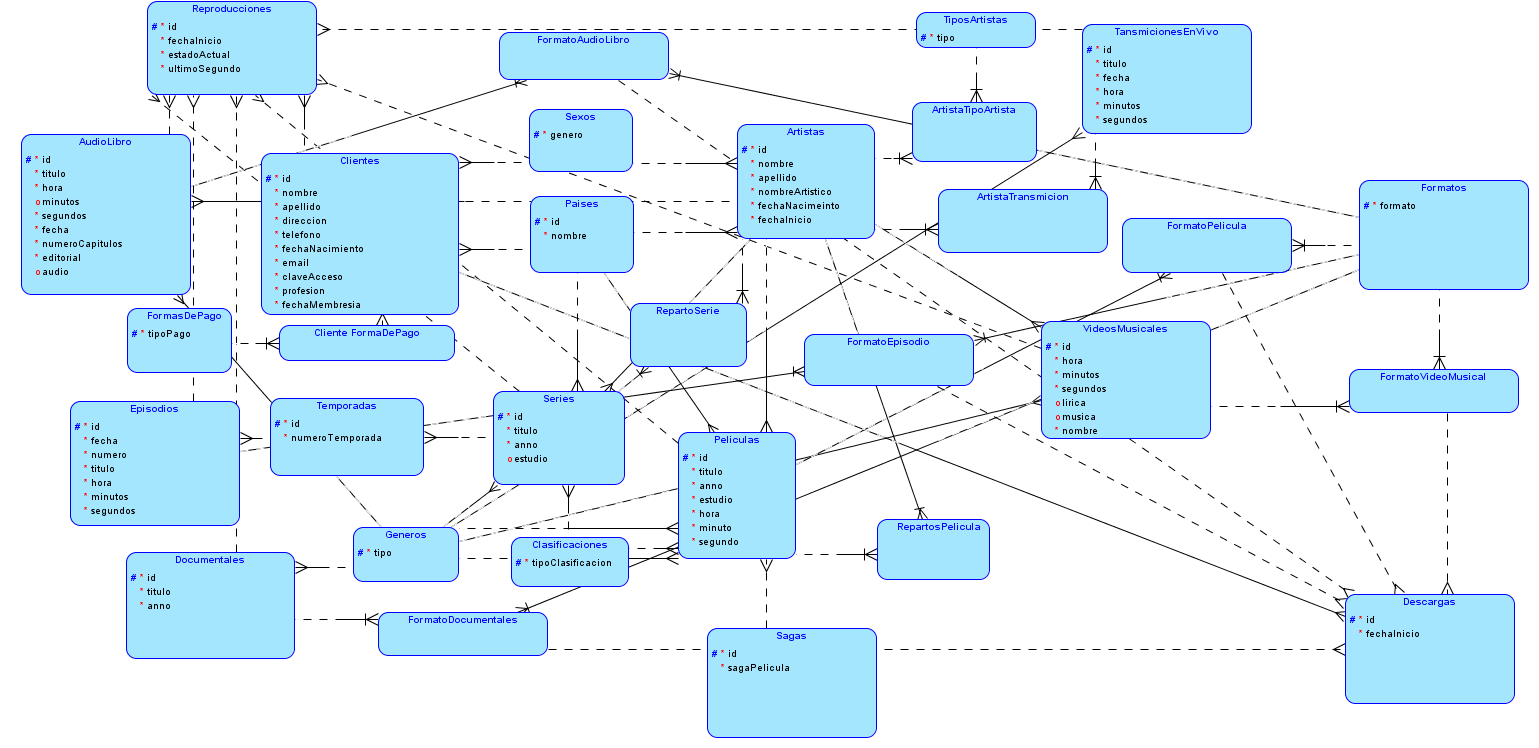 Reproducciones
# * id
* fechaInicio
* estadoActual
* ultimoSegundo
FormatoAudioLibro
TiposArtistas
# * tipo
TansmicionesEnVivo
# * id
* titulo
* fecha
* hora
* minutos
* segundos
AudioLibro
# * id
* titulo
* hora
o minutos
* segundos
* fecha
* numeroCapitulos
* editorial
o audio
Clientes
# * id
* nombre
* apellido
* direccion
* telefono
* fechaNacimiento
* email
* claveAcceso
* profesion
* fechaMembresia
Sexos
# * genero
Paises
# * id
* nombre
Artistas
# * id
* nombre
* apellido
* nombreArtistico
* fechaNacimeinto
* fechaInicio
ArtistaTipoArtista
ArtistaTransmicion
FormatoPelicula
Formatos
# * formato
FormasDePago
# * tipoPago
Cliente FormaDePago
RepartoSerie
FormatoEpisodio
VideosMusicales
# * id
* hora
* minutos
* segundos
o lirica
o musica
* nombre
FormatoVideoMusical
Episodios
# * id
* fecha
* numero
* titulo
* hora
* minutos
* segundos
Temporadas
# * id
* numeroTemporada
Series
# * id
* titulo
* anno
o estudio
Peliculas
# * id
* titulo
* anno
* estudio
* hora
* minuto
* segundo
RepartosPelicula
Generos
# * tipo
Clasificaciones
# * tipoClasificacion
Documentales
# * id
* titulo
* anno
FormatoDocumentales
Sagas
# * id
* sagaPelicula
Descargas
# * id
* fechaInicio